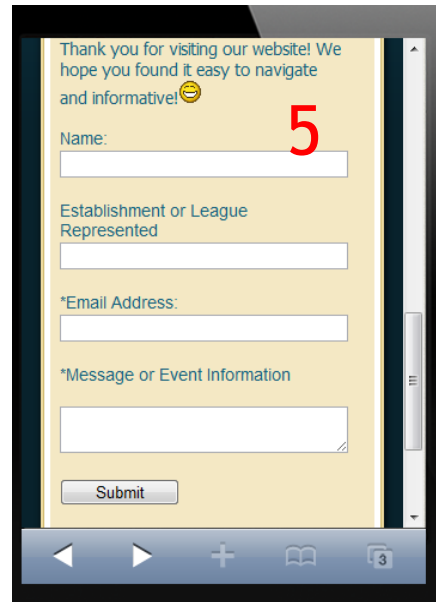 Thank you for visiting our website! We
hope you found it easy to navigate
and informative!
5
Name:
Establishment or League
Represented
*Email Address:
*Message or Event Information
Submit
3